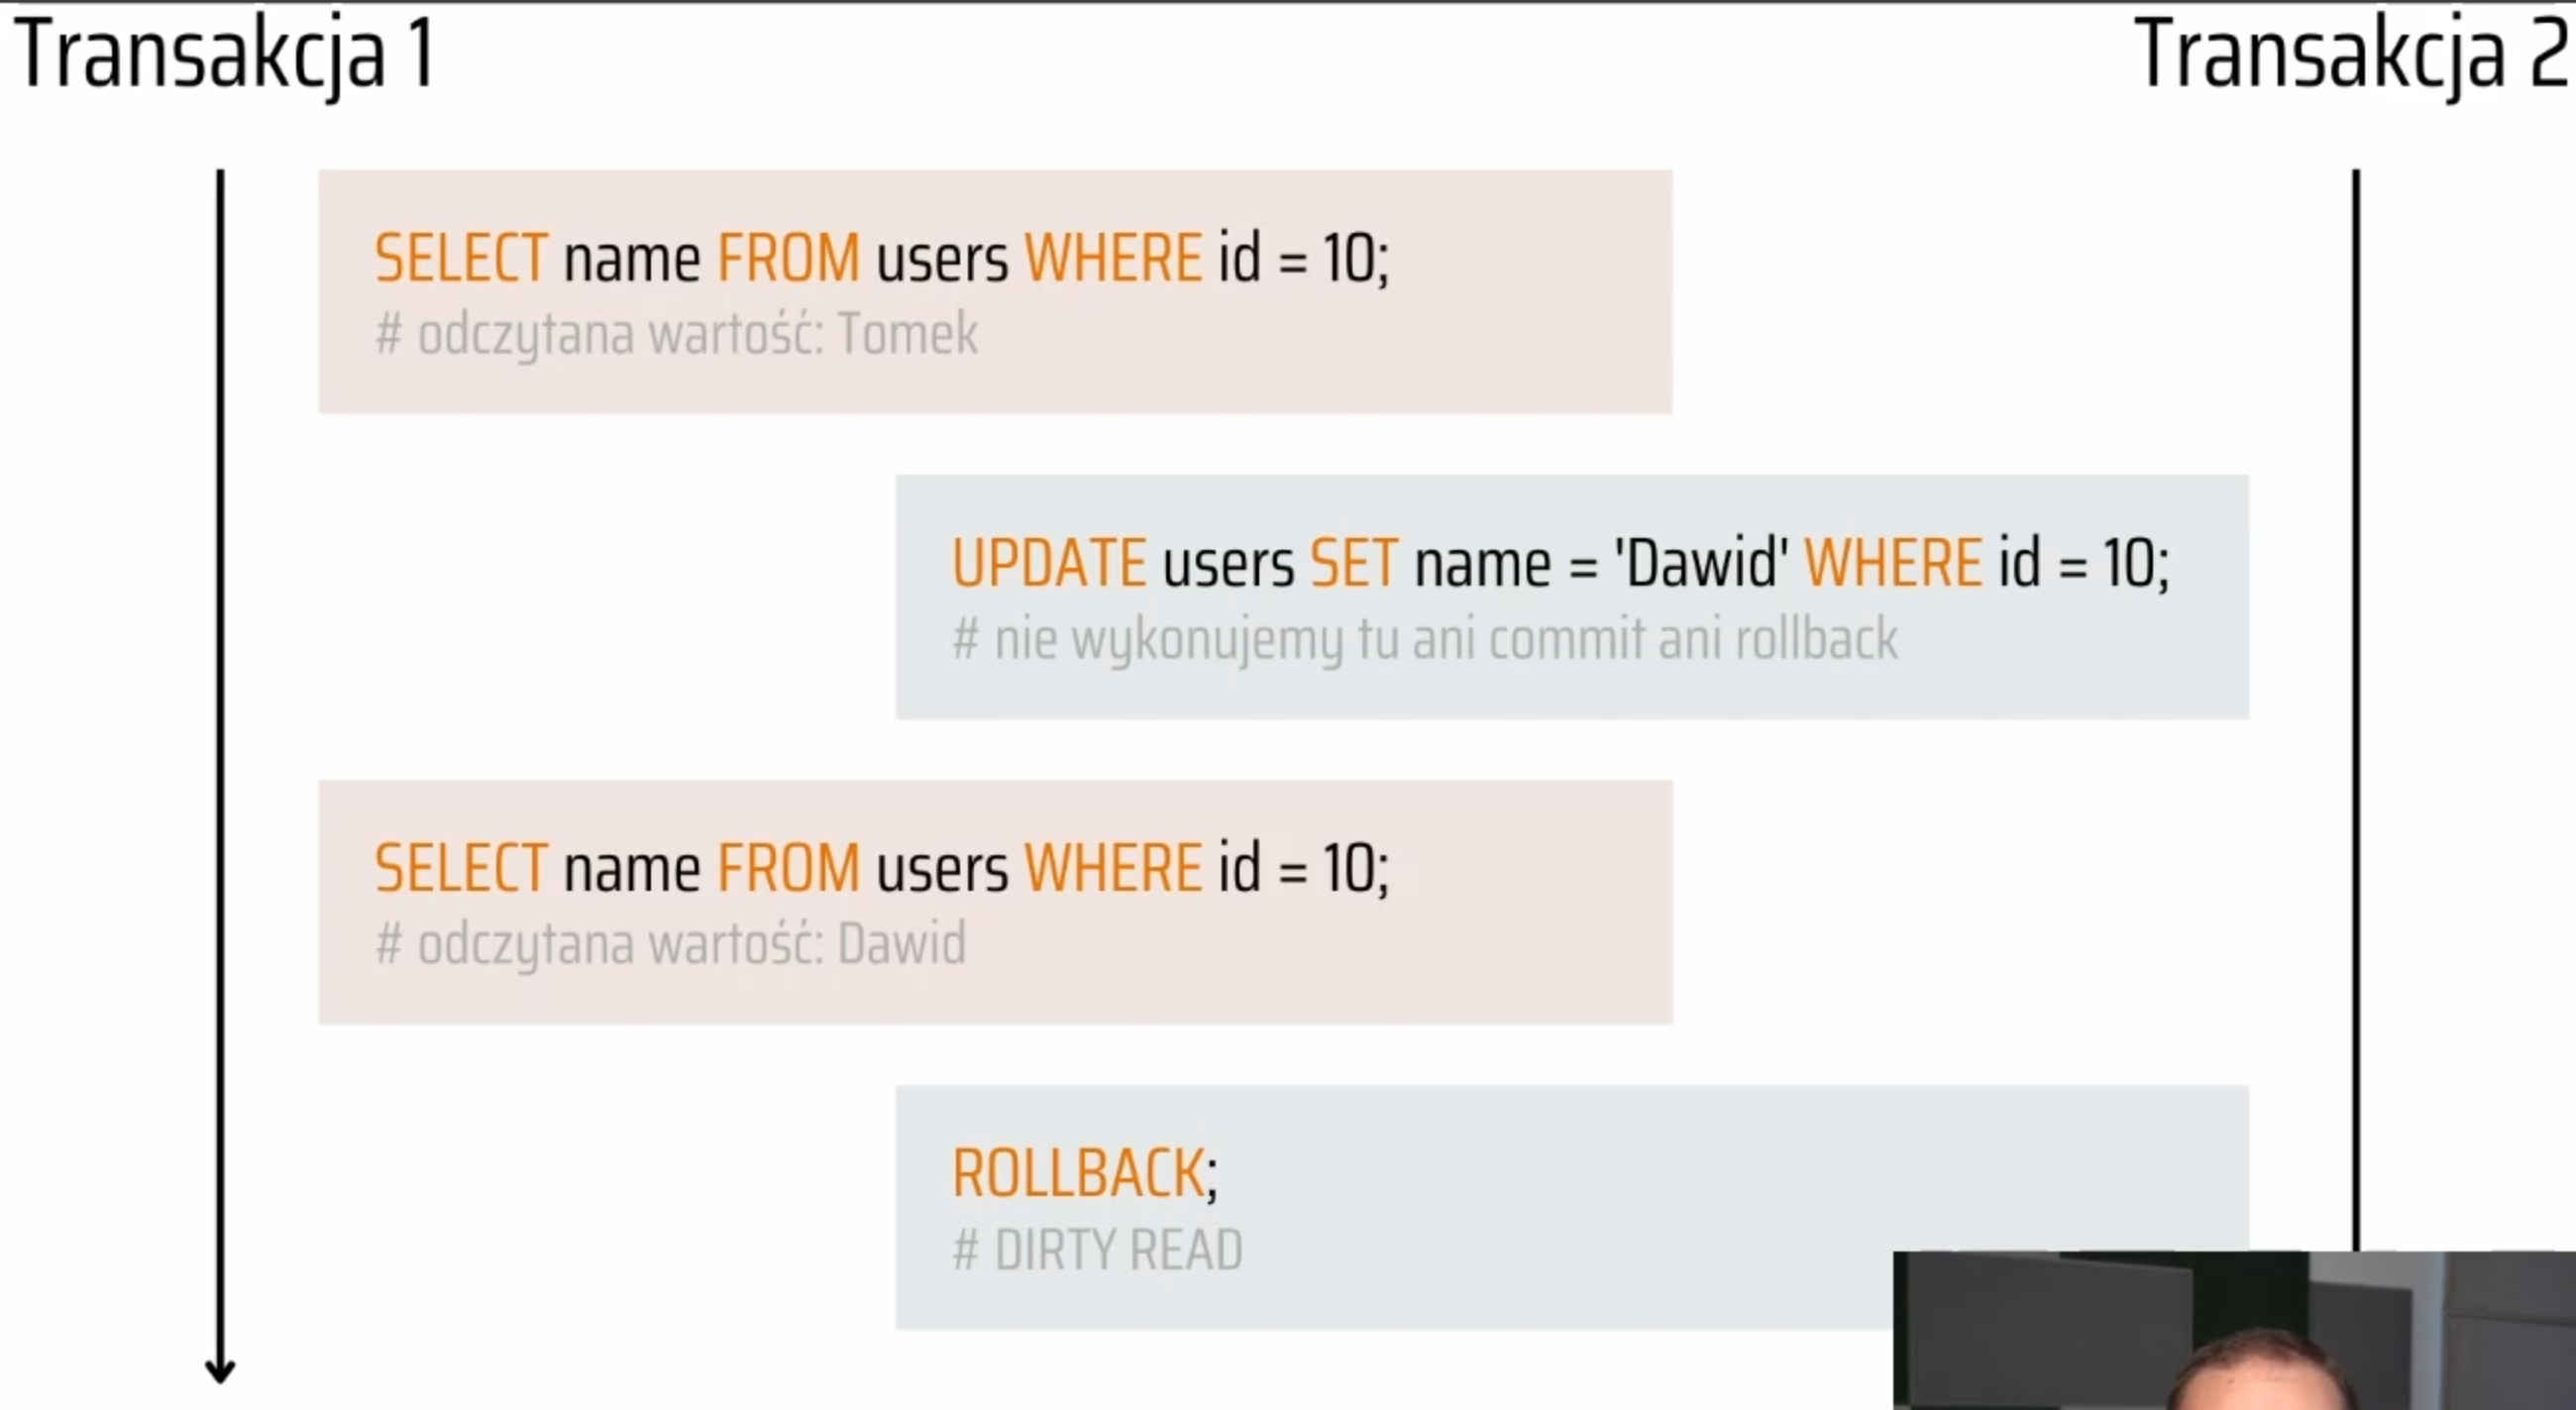 Transakcja 1
Transakcja 2
SELECT name FROM users WHERE id = 10;
# odczytana wartość: Tomek
UPDATE users SET name = 'Dawid' WHERE id = 10;
# nie wykonujemy tu ani commit ani rollback
SELECT name FROM users WHERE id = 10;
# odczytana wartość: Dawid
ROLLBACK;
# DIRTY READ